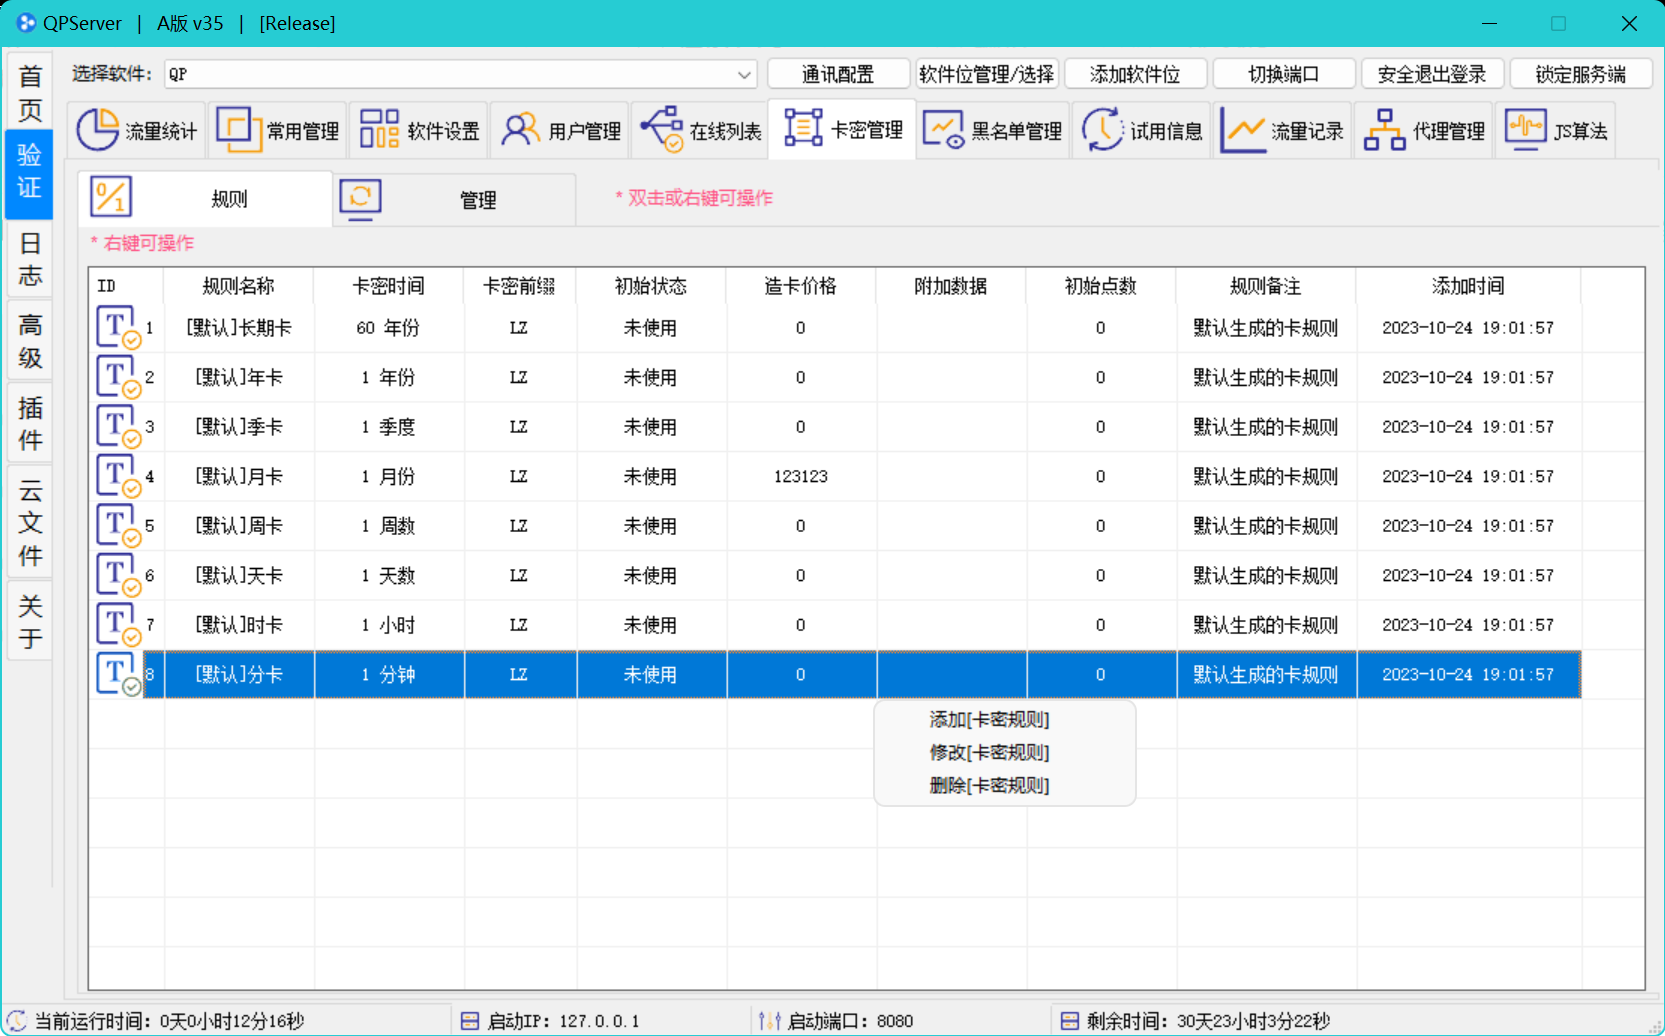 QPServer | A版 v35 | [Release]
首页
验证
日志
高级
插件
云文件
关于
选择软件: QP 通讯配置 软件位管理/选择 添加软件位 切换端口 安全退出登录 锁定服务端
流量统计 常用管理 软件设置 用户管理 在线列表 卡密管理 黑名单管理 试用信息 流量记录 代理管理 JS算法
规则 管理 * 双击或右键可操作
* 右键可操作
ID 规则名称 卡密时间 卡密前缀 初始状态 造卡价格 附加数据 初始点数 规则备注 添加时间
1 [默认]长期卡 60 年份 LZ 未使用 0 0 默认生成的卡规则 2023-10-24 19:01:57
2 [默认]年卡 1 年份 LZ 未使用 0 0 默认生成的卡规则 2023-10-24 19:01:57
3 [默认]季卡 1 季度 LZ 未使用 0 0 默认生成的卡规则 2023-10-24 19:01:57
4 [默认]月卡 1 月份 LZ 未使用 123123 0 默认生成的卡规则 2023-10-24 19:01:57
5 [默认]周卡 1 周数 LZ 未使用 0 0 默认生成的卡规则 2023-10-24 19:01:57
6 [默认]天卡 1 天数 LZ 未使用 0 0 默认生成的卡规则 2023-10-24 19:01:57
7 [默认]时卡 1 小时 LZ 未使用 0 0 默认生成的卡规则 2023-10-24 19:01:57
8 [默认]分卡 1 分钟 LZ 未使用 0 0 默认生成的卡规则 2023-10-24 19:01:57
添加[卡密规则]
修改[卡密规则]
删除[卡密规则]
当前运行时间: 0天0小时12分16秒 启动IP: 127.0.0.1 启动端口: 8080 剩余时间: 30天23小时3分22秒